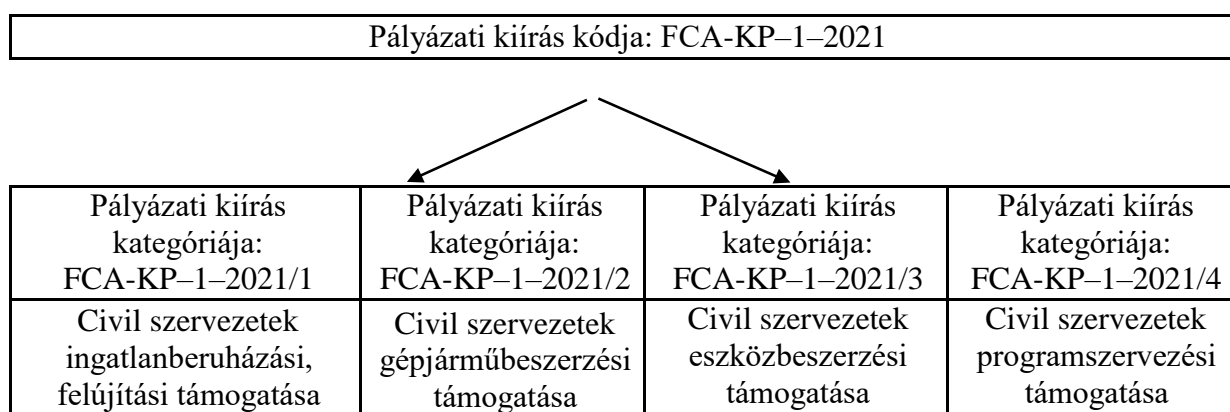 Pályázati kiírás kódja: FCA-KP–1–2021
Pályázati kiírás
kategóriája:
FCA-KP–1–2021/1
Pályázati kiírás
kategóriája:
FCA-KP–1–2021/2
Pályázati kiírás
kategóriája:
FCA-KP–1–2021/3
Pályázati kiírás
kategóriája:
FCA-KP–1–2021/4
Civil szervezetek
ingatlanberuházási,
felújítási támogatása
Civil szervezetek
gépjárműbeszerzési
támogatása
Civil szervezetek
eszközbeszerzési
támogatása
Civil szervezetek
programszervezési
támogatása